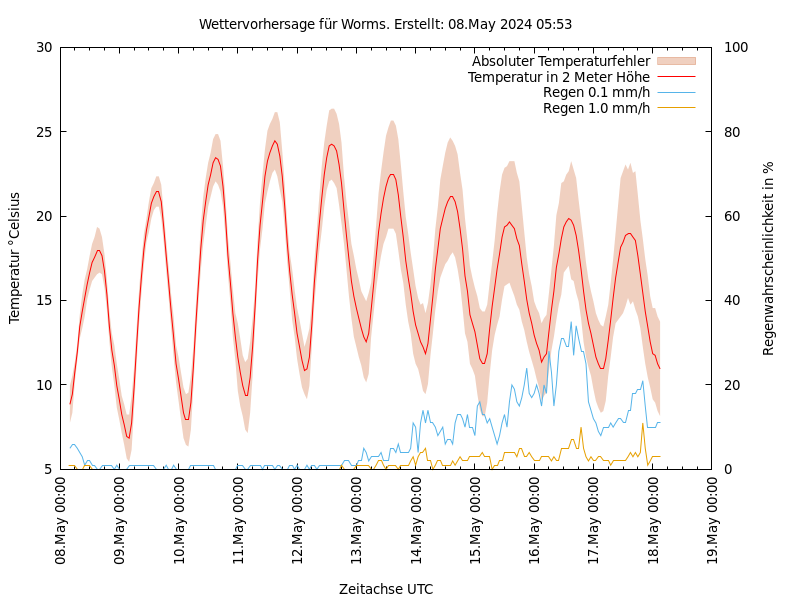 Wettervorhersage für Worms. Erstellt: 08.May 2024 05:53
Absoluter Temperaturfehler
Temperatur in 2 Meter Höhe
Regen 0.1 mm/h
Regen 1.0 mm/h
Temperatur °Celsius
30
25
20
15
10
5
100
80
60
40
20
0
Regenwahrscheinlichkeit in %
08.May 00:00
09.May 00:00
10.May 00:00
11.May 00:00
12.May 00:00
13.May 00:00
14.May 00:00
15.May 00:00
16.May 00:00
17.May 00:00
18.May 00:00
19.May 00:00
Zeitachse UTC